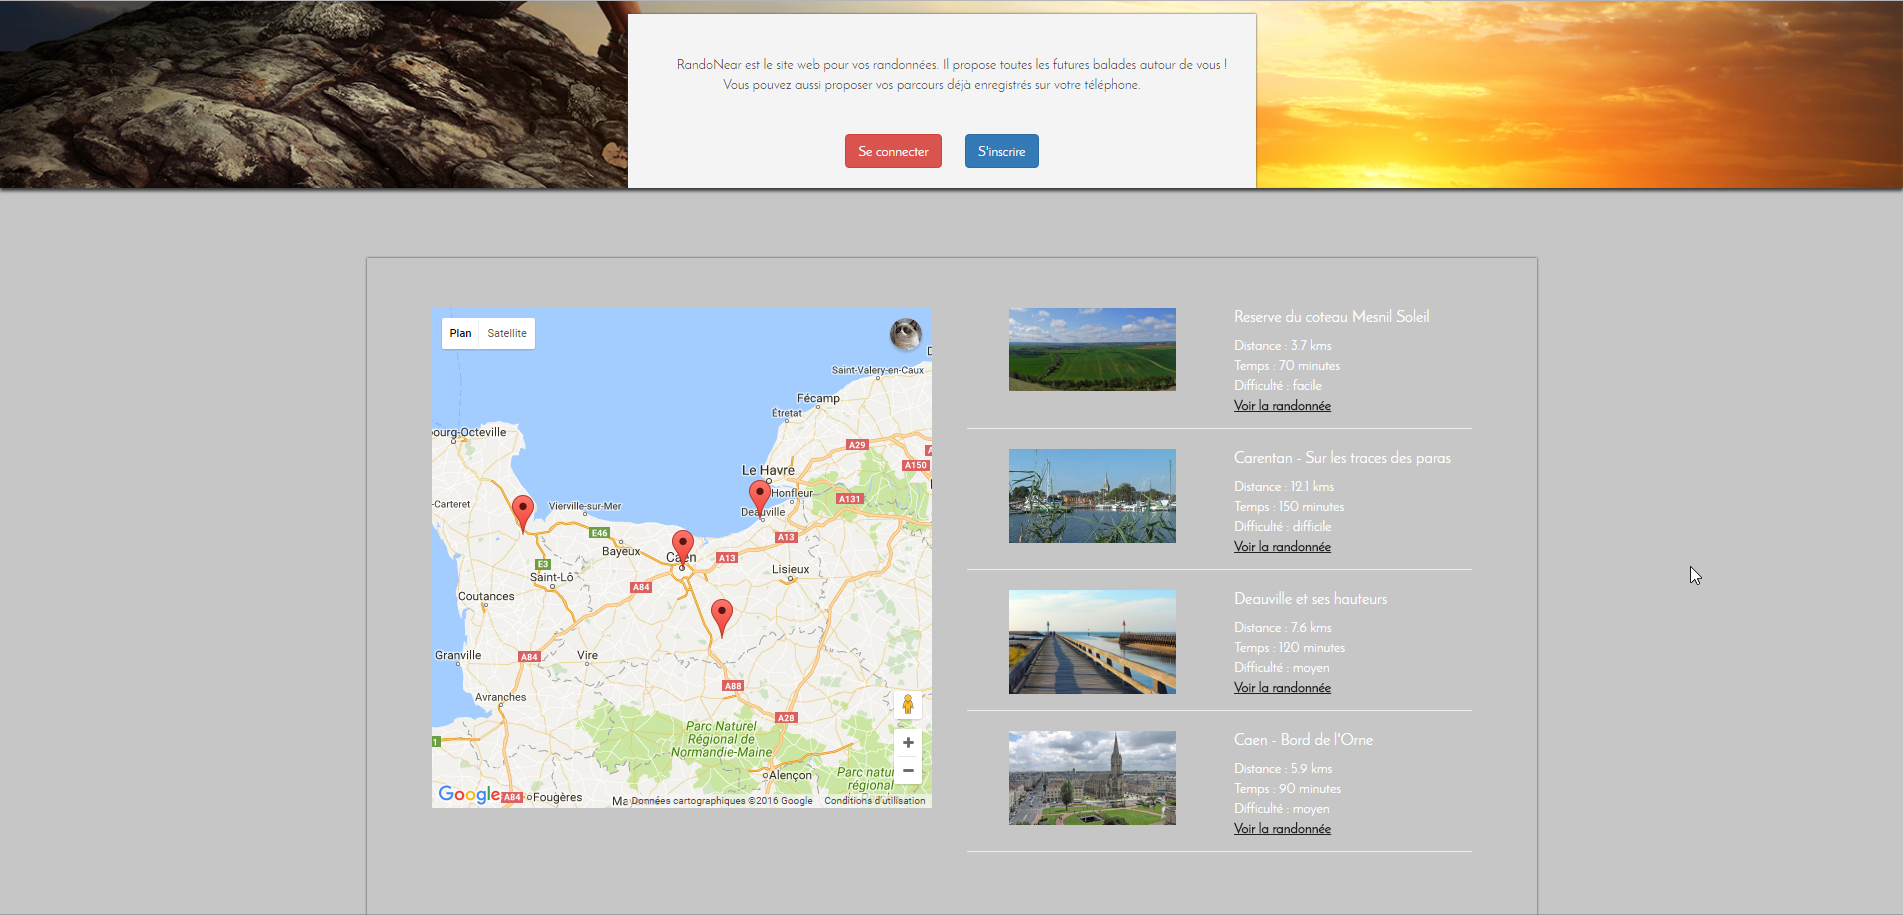 RandoNear est le site web pour vos randonnées. Il propose toutes les futures balades autour de vous !
Vous pouvez aussi proposer vos parcours déjà enregistrés sur votre téléphone.
Se connecter
S'inscrire
Plan
Satellite
Saint-Valery-en-Caux
Fécamp
Étretat
bourg-Octeville
A29
Le Havre
A150
Carteret
Vierville-sur-Mer
Honfleur
A131
Deauville
E46
A13
Bayeux
Caen
A13
E3
Saint-Lô
Lisieux
A84
Coutances
Granville
A84
Vire
A88
Avranches
A28
Parc Naturel
Régional de
Normandie-Maine
1
Alençon
Parc natu
régional
Google
A84
Fougères
Ma
Données cartographiques ©2016 Google
Conditions d'utilisation
Reserve du coteau Mesnil Soleil
Distance : 3.7 kms
Temps : 70 minutes
Difficulté : facile
Voir la randonnée
Carentan - Sur les traces des paras
Distance : 12.1 kms
Temps : 150 minutes
Difficulté : difficile
Voir la randonnée
Deauville et ses hauteurs
Distance : 7.6 kms
Temps : 120 minutes
Difficulté : moyen
Voir la randonnée
Caen - Bord de l'Orne
Distance : 5.9 kms
Temps : 90 minutes
Difficulté : moyen
Voir la randonnée